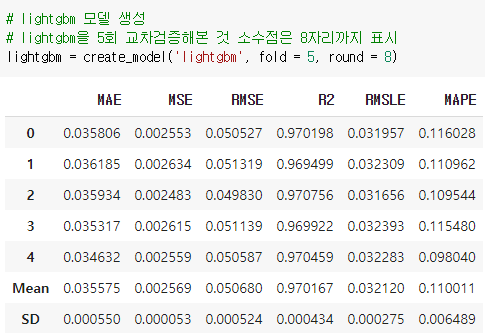 # lightgbm 모델 생성
# lightgbm을 5회 교차검증해본 것 소수점은 8자리까지 표시
lightgbm = create_model('lightgbm', fold = 5, round = 8)
MAE MSE RMSE R2 RMSLE MAPE
0 0.035806 0.002553 0.050527 0.970198 0.031957 0.116028
1 0.036185 0.002634 0.051319 0.969499 0.032309 0.110962
2 0.035934 0.002483 0.049830 0.970756 0.031656 0.109544
3 0.035317 0.002615 0.051139 0.969922 0.032393 0.115480
4 0.034632 0.002559 0.050587 0.970459 0.032283 0.098040
Mean 0.035575 0.002569 0.050680 0.970167 0.032120 0.110011
SD 0.000550 0.000053 0.000524 0.000434 0.000275 0.006489